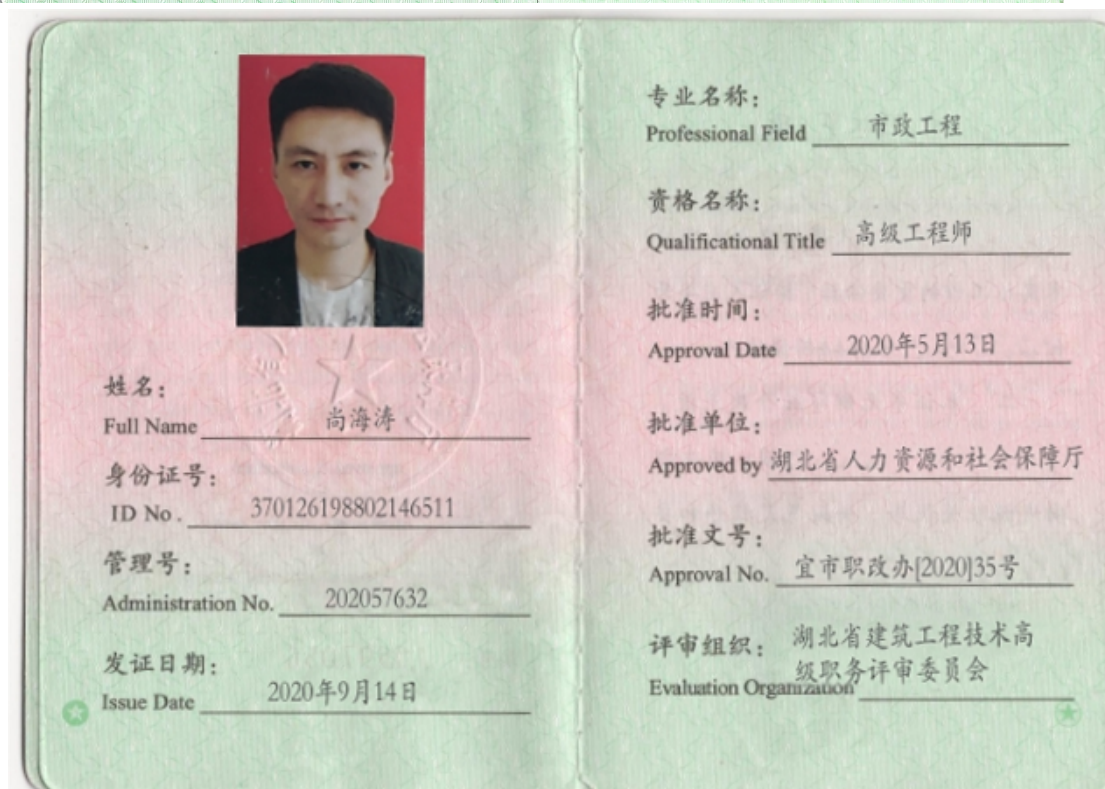 姓名：
Full Name 尚海涛
身份证号：
ID No. 370126198802146511
管理号：
Administration No. 202057632
发证日期：
Issue Date 2020年9月14日
专业名称：
Professional Field 市政工程
资格名称：
Qualificational Title 高级工程师
批准时间：
Approval Date 2020年5月13日
批准单位：
Approved by 湖北省人力资源和社会保障厅
批准文号：
Approval No. 宜市职改办[2020]35号
评审组织： 湖北省建筑工程技术高
级职务评审委员会
Evaluation Organization